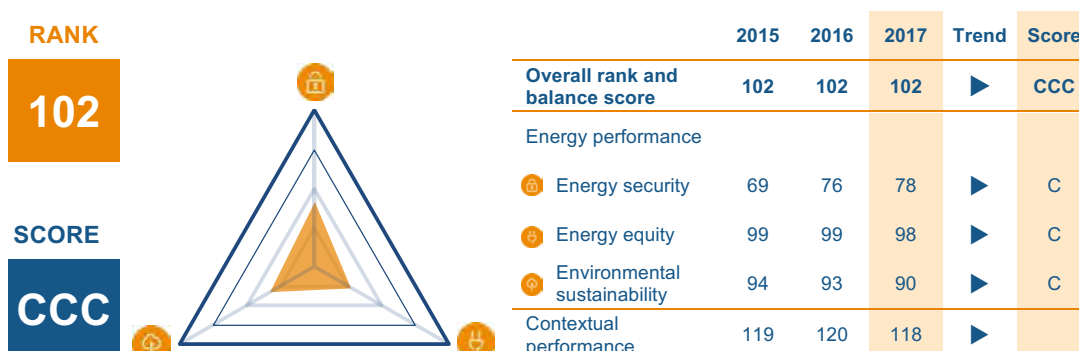 RANK
102
SCORE
CCC
2015 2016 2017 Trend Score
Overall rank and
balance score 102 102 102 CCC
Energy performance
Energy security 69 76 78 C
Energy equity 99 99 98 C
Environmental
sustainability 94 93 90 C
Contextual
performance 119 120 118